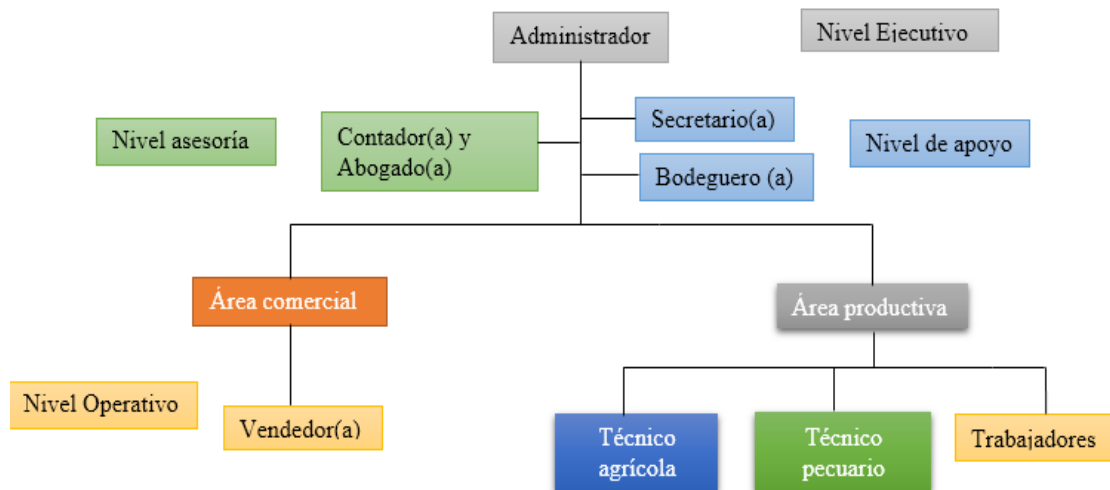 Administrador
Nivel Ejecutivo
Secretario(a)
Nivel asesoría
Contador(a) y
Abogado(a)
Nivel de apoyo
Bodeguero (a)
Área comercial
Área productiva
Nivel Operativo
Vendedor(a)
Técnico
agrícola
Técnico
pecuario
Trabajadores